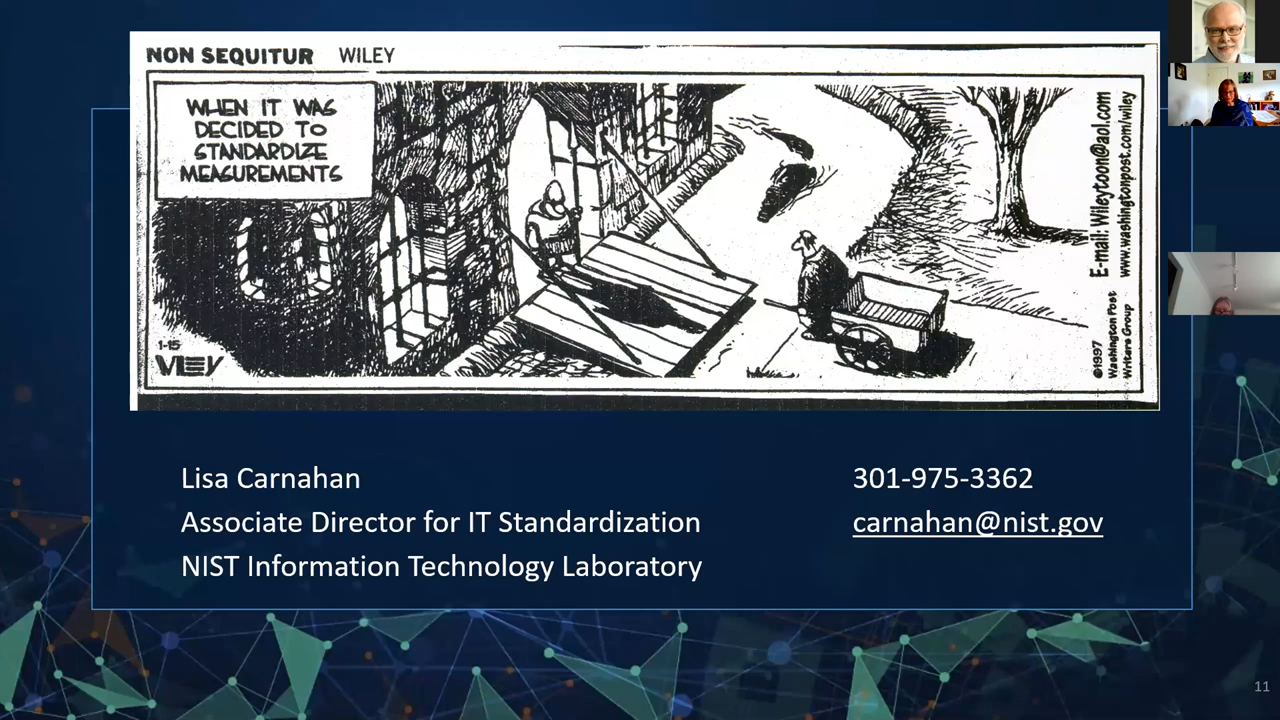 NON SEQUITUR WILEY
WHEN IT WAS
DECIDED TO
STANDARDIZE
MEASUREMENTS
E-mail: Wileytoon@aol.com
www.washingtonpost.com/wiley
©1997
Washington Post
Writers Group
1-15
WILEY
Lisa Carnahan
301-975-3362
Associate Director for IT Standardization
carnahan@nist.gov
NIST Information Technology Laboratory
11